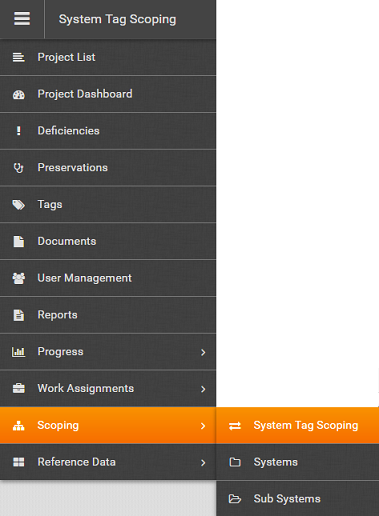 System Tag Scoping
Project List
Project Dashboard
Deficiencies
Preservations
Tags
Documents
User Management
Reports
Progress
Work Assignments
Scoping
System Tag Scoping
Reference Data
Systems
Sub Systems